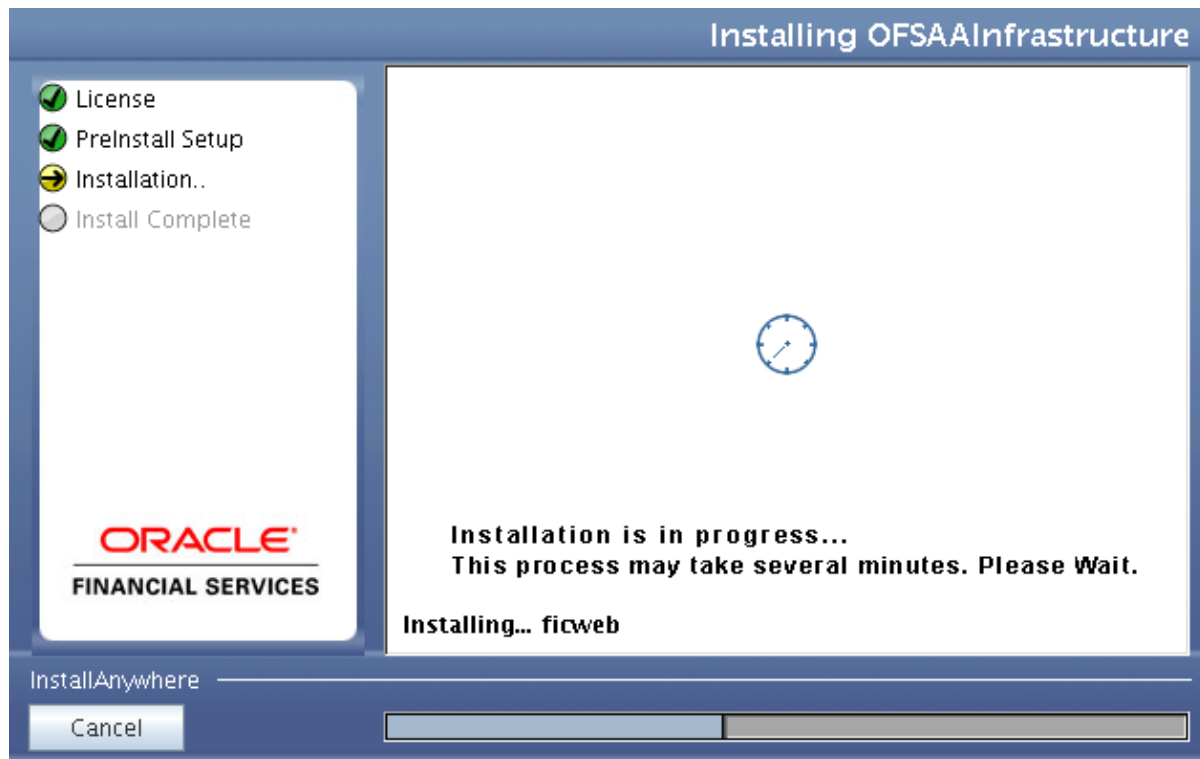 Installing OFSAAInfrastructure
License
PreInstall Setup
Installation..
Install Complete
ORACLE
FINANCIAL SERVICES
Installation is in progress...
This process may take several minutes. Please Wait.
Installing... ficweb
InstallAnywhere
Cancel